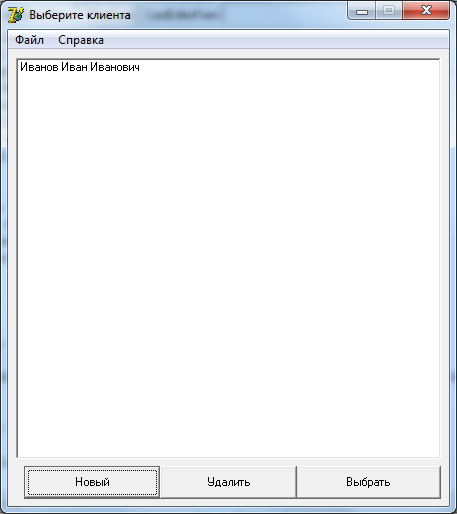 Выберите клиента
Файл Справка
Иванов Иван Иванович
Новый Удалить Выбрать